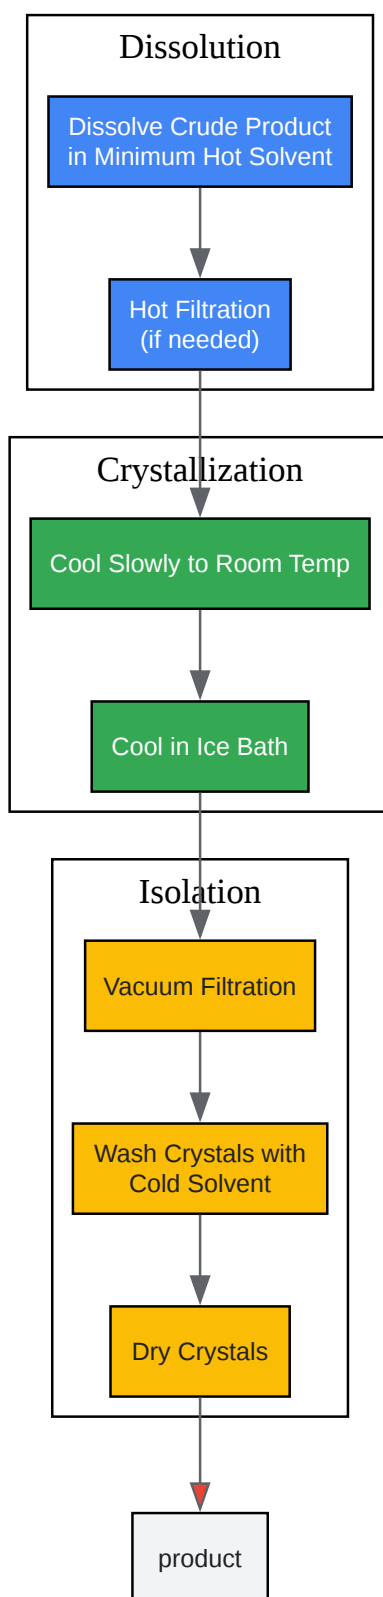 Dissolution
Dissolve Crude Product
in Minimum Hot Solvent
Hot Filtration
(if needed)
Crystallization
Cool Slowly to Room Temp
Cool in Ice Bath
Isolation
Vacuum Filtration
Wash Crystals with
Cold Solvent
Dry Crystals
product